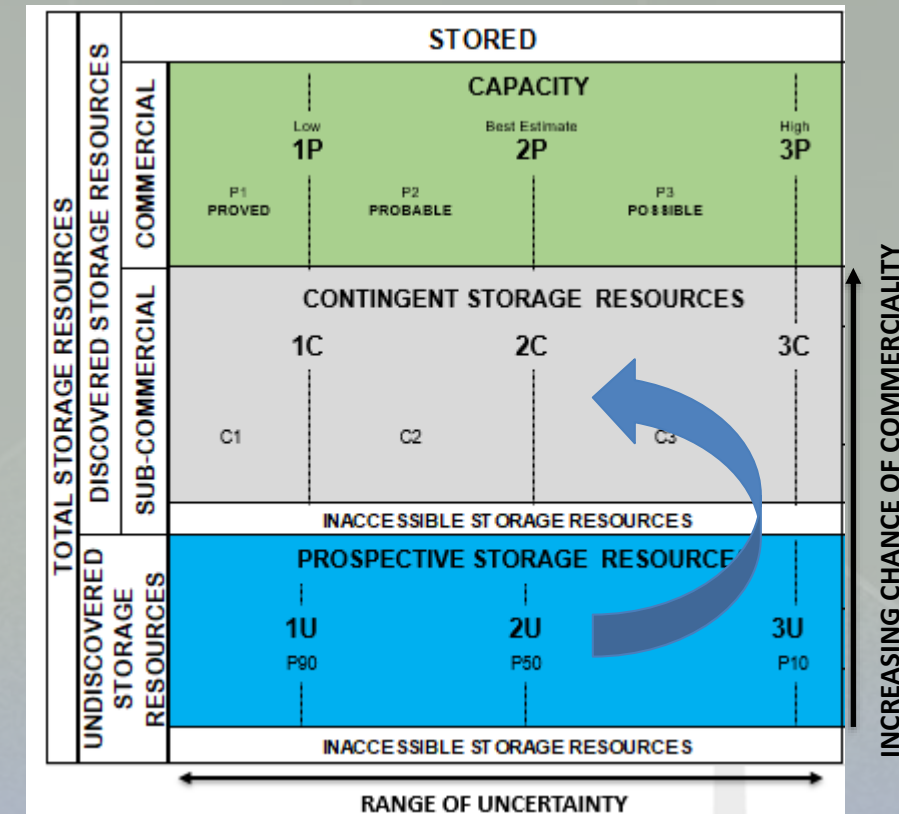 STORED
TOTAL STORAGE RESOURCES
DISCOVERED STORAGE RESOURCES
COMMERCIAL
CAPACITY
Low
Best Estimate
High
1P
2P
3P
P1
P2
P3
PROVED
PROBABLE
POSSIBLE
SUB-COMMERCIAL
CONTINGENT STORAGE RESOURCES
1C
2C
3C
C1
C2
C3
INACCESSIBLE STORAGE RESOURCES
UNDISCOVERED
STORAGE
RESOURCES
PROSPECTIVE STORAGE RESOURCE
1U
2U
3U
P90
P50
P10
INACCESSIBLE STORAGE RESOURCES
RANGE OF UNCERTAINTY
INCREASING CHANCE OF COMMERCIALITY